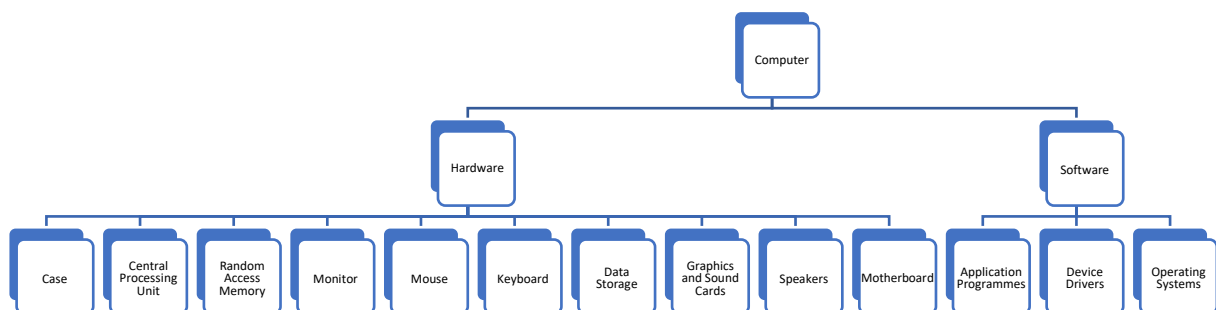 Computer
Hardware
Software
Case
Central
Processing
Unit
Random
Access
Memory
Monitor
Mouse
Keyboard
Data
Storage
Graphics
and Sound
Cards
Speakers
Motherboard
Application
Programmes
Device
Drivers
Operating
Systems